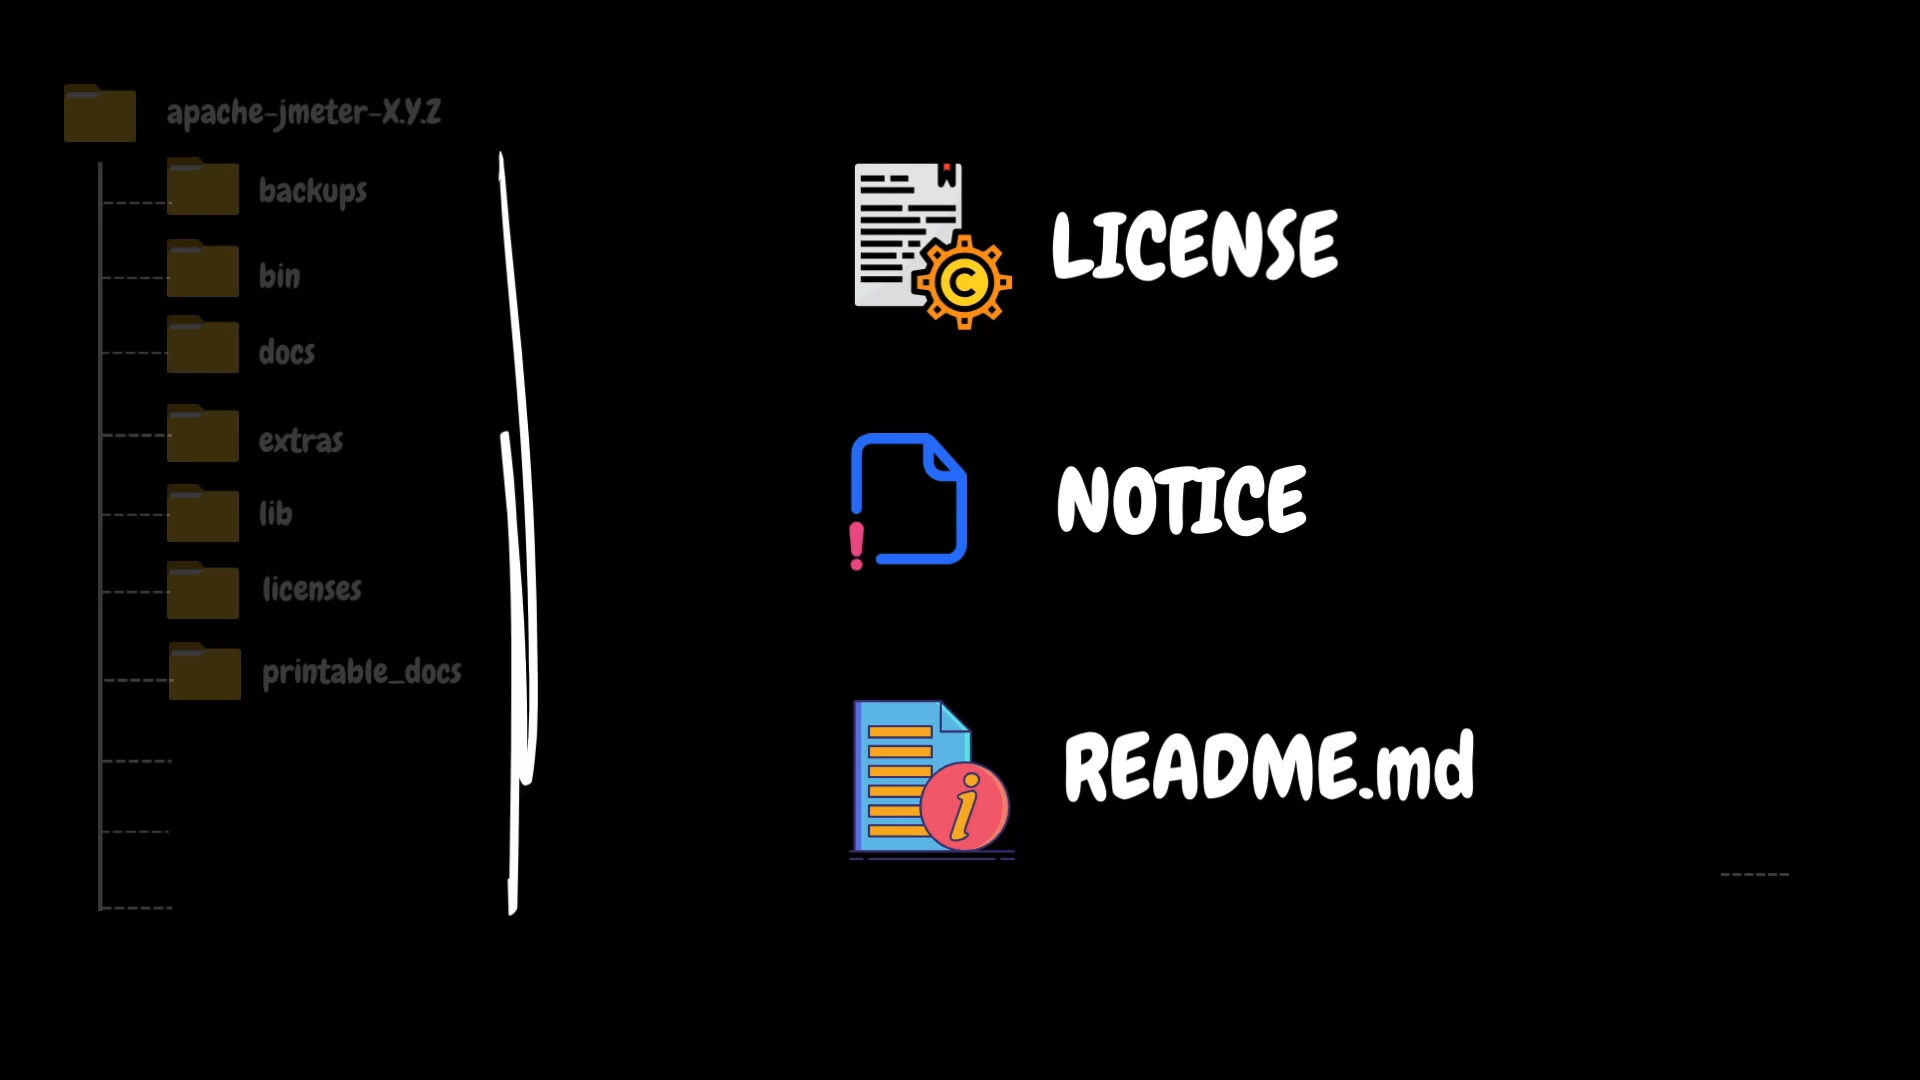 apache-jmeter-X.Y.Z
backups
bin
docs
extras
lib
licenses
printable_docs
LICENSE
NOTICE
README.md